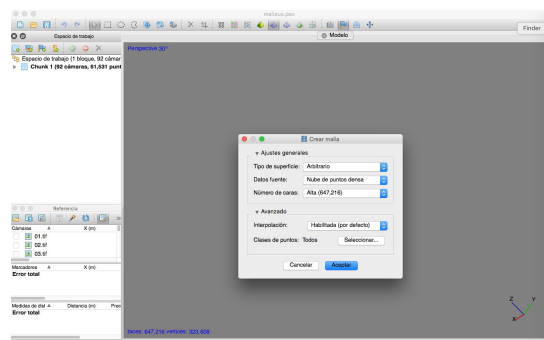 malleus.psx
Finder
Espacio de trabajo
Modelo
Espacio de trabajo (1 bloque, 92 cámar
Chunk 1 (92 cámaras, 61,531 punt
Perspective 30°
Crear malla
Ajustes generales
Tipo de superficie: Arbitrario
Datos fuente: Nube de puntos densa
Número de caras: Alta (647,216)
Avanzado
Interpolación: Habilitada (por defecto)
Clases de puntos: Todos Seleccionar...
Cancelar Aceptar
Referencia
Cámaras X (m)
01.tif
02.tif
03.tif
Marcadores X (m)
Error total
Medidas de dist Distancia (m) Prec
Error total
faces: 647,216 vertices: 323,608
Z
Y
X